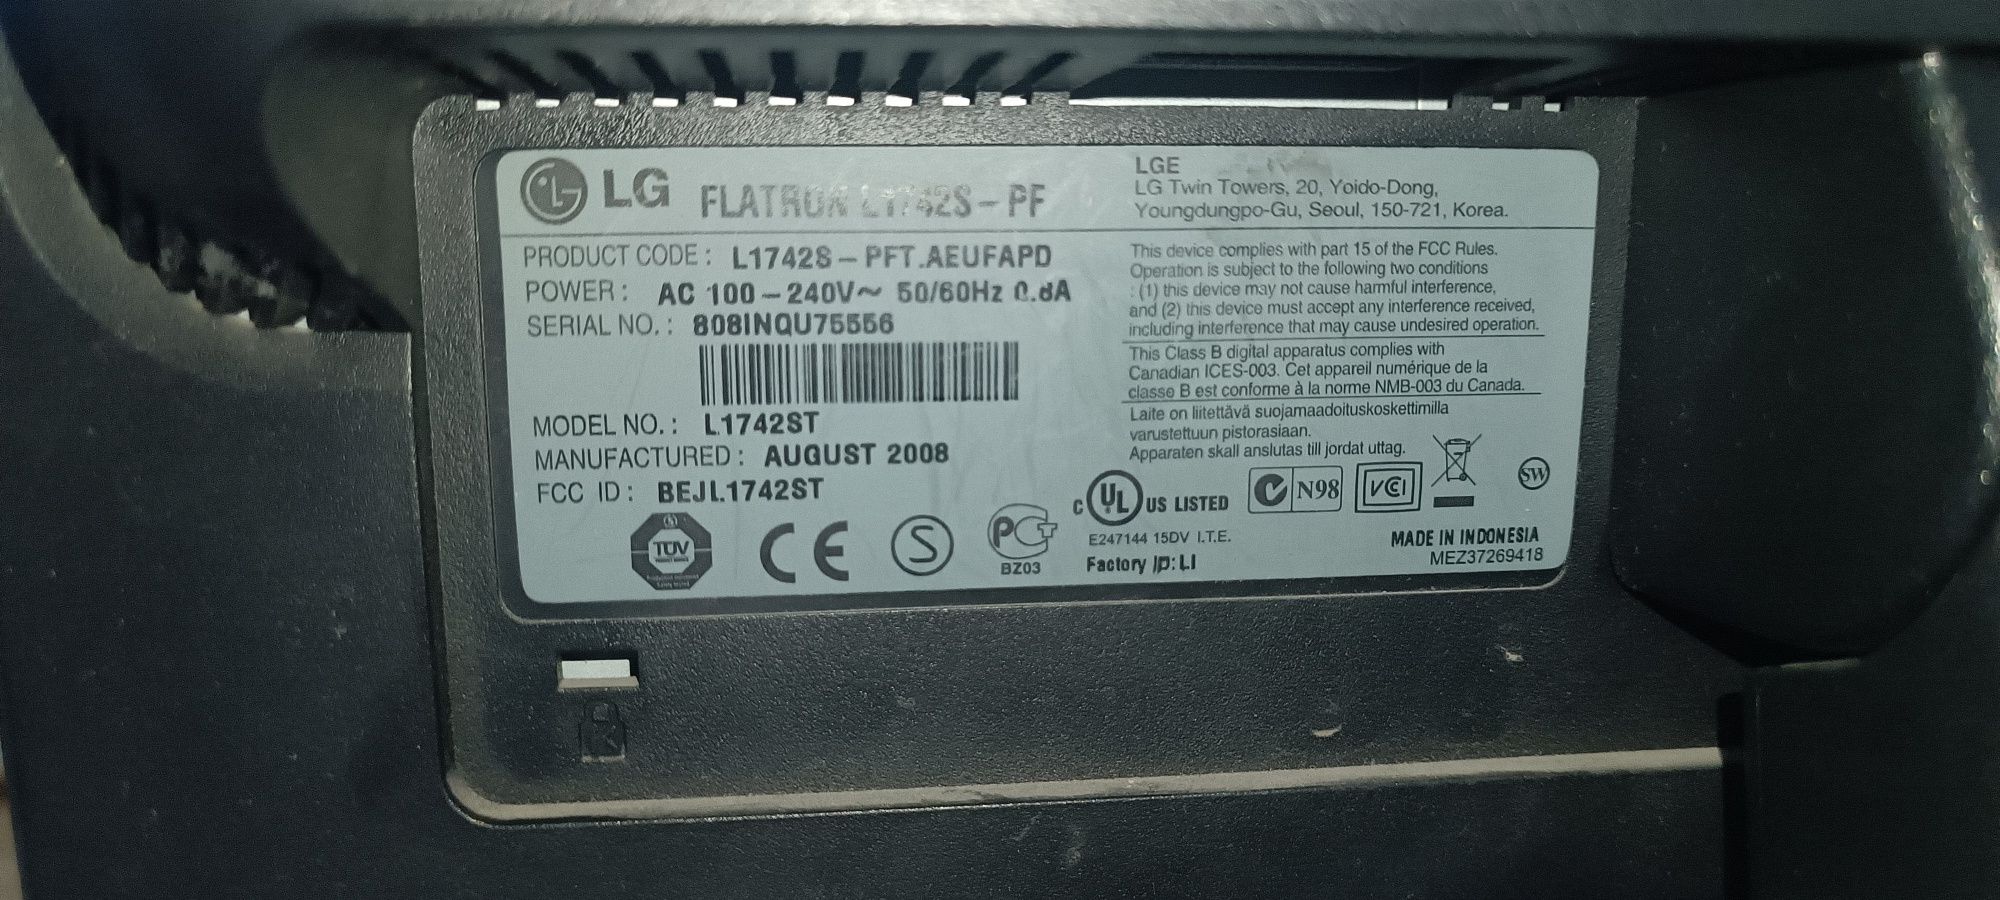 LG FLATRON L1742S-PF
PRODUCT CODE : L1742S-PFT.AEUFAPD
POWER : AC 100-240V~ 50/60Hz 0.8A
SERIAL NO. : 808INQU75556
MODEL NO. : L1742ST
MANUFACTURED : AUGUST 2008
FCC ID : BEJL1742ST
TÜV
CE
S
PCT
BZ03
LGE
LG Twin Towers, 20, Yoido-Dong,
Youngdungpo-Gu, Seoul, 150-721, Korea.
This device complies with part 15 of the FCC Rules.
Operation is subject to the following two conditions
: (1) this device may not cause harmful interference,
and (2) this device must accept any interference received,
including interference that may cause undesired operation.
This Class B digital apparatus complies with
Canadian ICES-003. Cet appareil numérique de la
classe B est conforme à la norme NMB-003 du Canada.
Laite on liitettävä suojamaadoituskoskettimilla
varustettuun pistorasiaan.
Apparaten skall anslutas till jordat uttag.
C UL US LISTED
N98
VCI
SW
E247144 15DV I.T.E.
Factory ID: LI
MADE IN INDONESIA
MEZ37269418
K